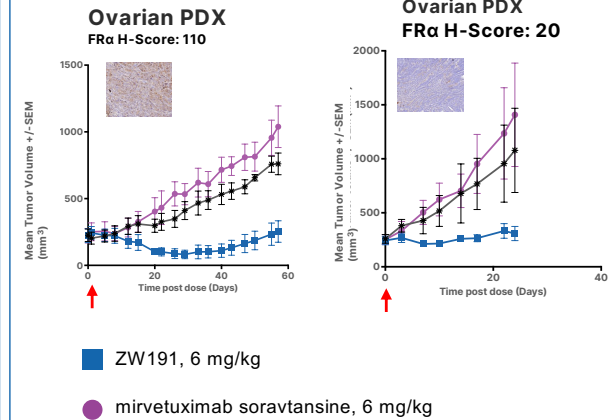 Ovarian PDX
FRα H-Score: 110
Mean Tumor Volume +/-SEM
(mm³)
1500
1000
500
0
0
20
40
60
Time post dose (Days)
Ovarian PDX
FRα H-Score: 20
Mean Tumor Volume +/-SEM
(mm³)
2000
1500
1000
500
0
0
20
40
Time post dose (Days)
ZW191, 6 mg/kg
mirvetuximab soravtansine, 6 mg/kg